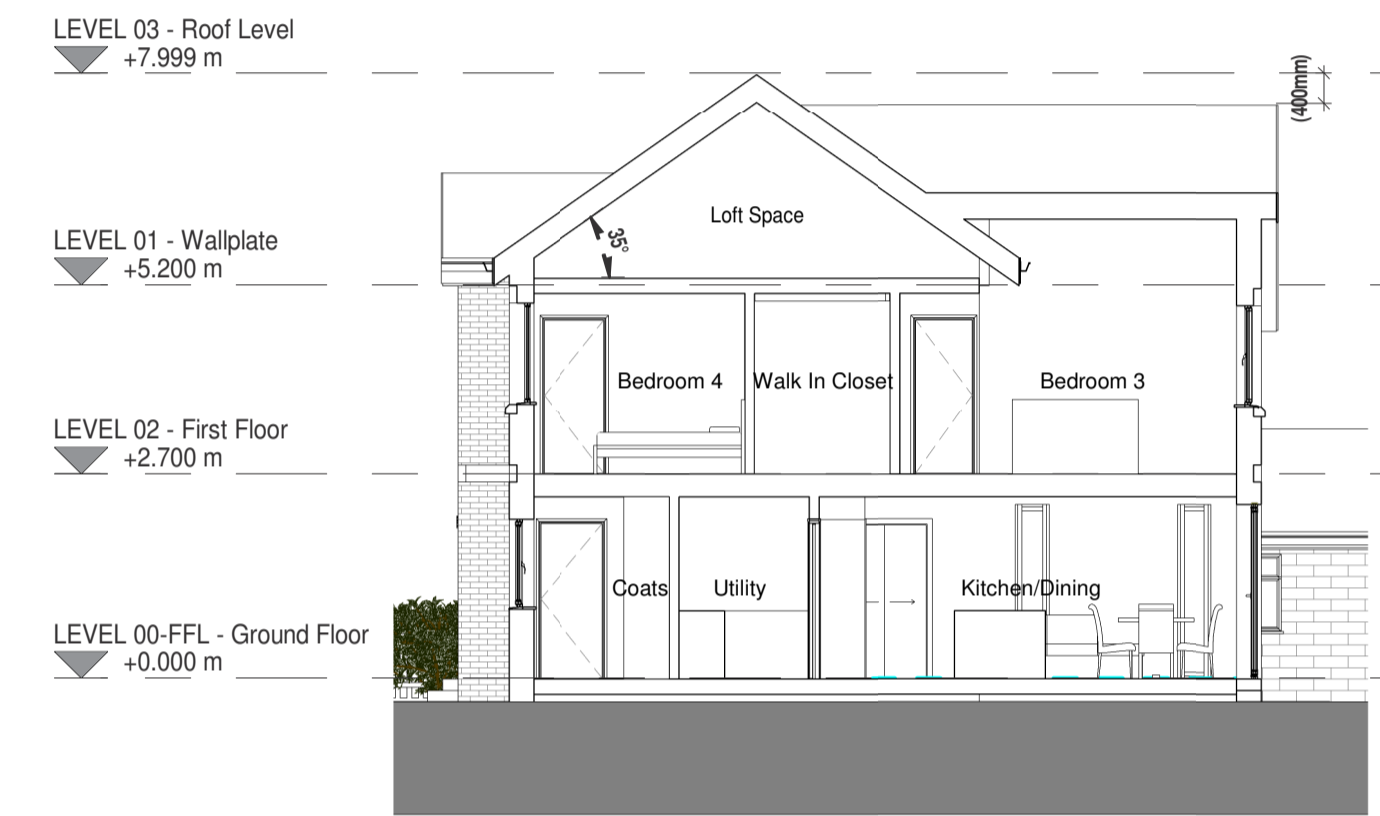 LEVEL 03 - Roof Level
+7.999 m
(400mm)
Loft Space
35°
LEVEL 01 - Wallplate
+5.200 m
Bedroom 4
Walk In Closet
Bedroom 3
LEVEL 02 - First Floor
+2.700 m
Coats
Utility
Kitchen/Dining
LEVEL 00-FFL - Ground Floor
+0.000 m